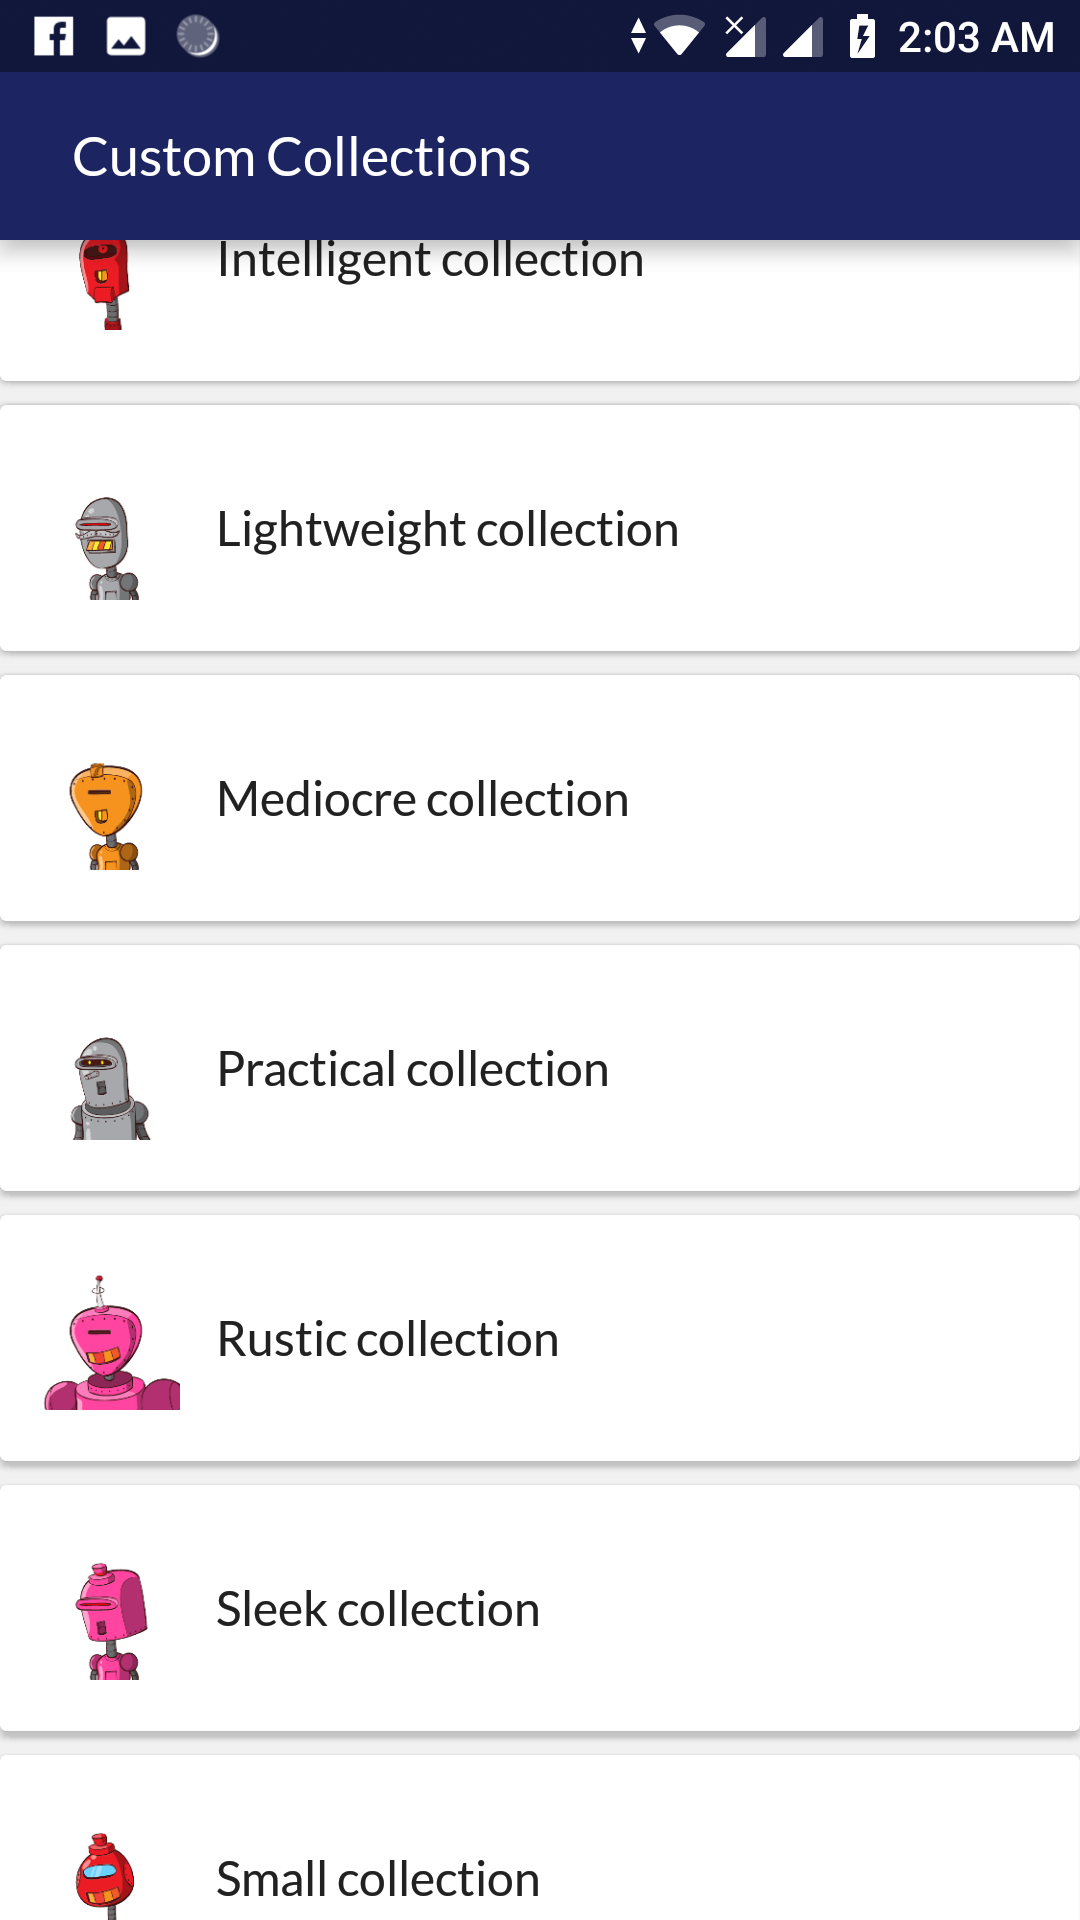 2:03 AM
Custom Collections
Intelligent collection
Lightweight collection
Mediocre collection
Practical collection
Rustic collection
Sleek collection
Small collection